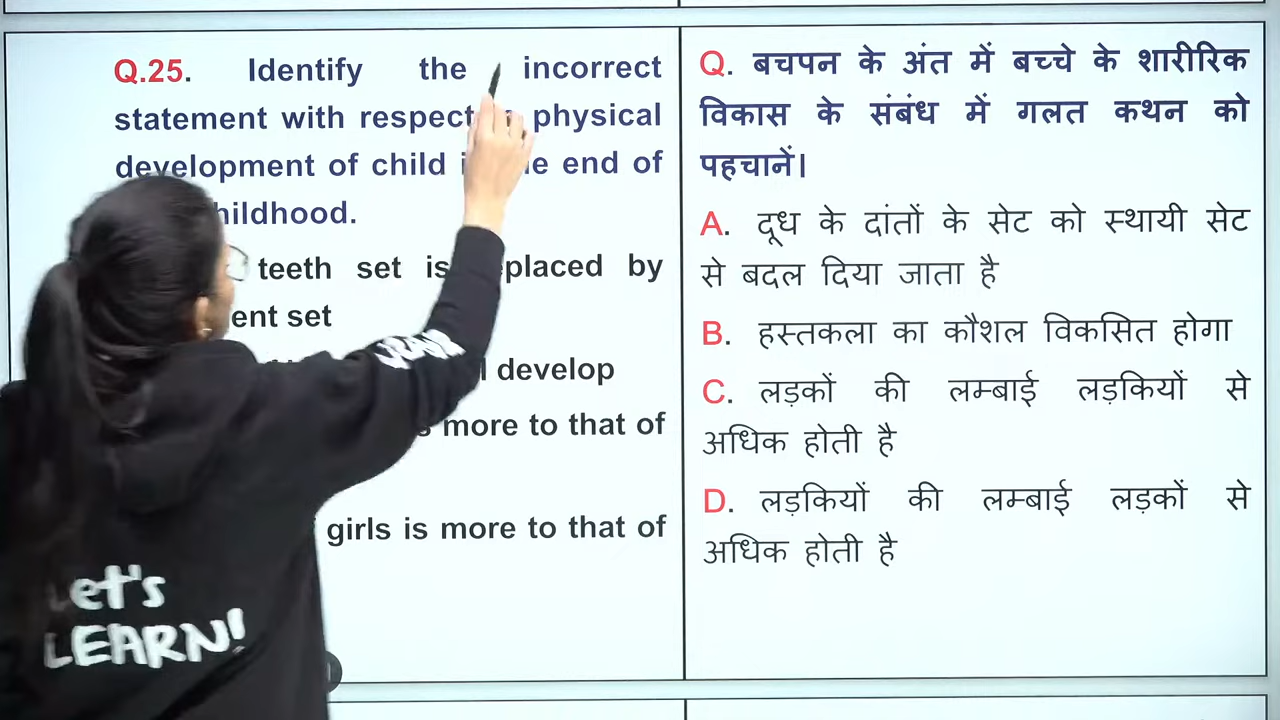 Q.25. Identify the incorrect
statement with respect physical
development of child end of
hildhood.
teeth set is placed by
ent set
develop
more to that of
girls is more to that of
Q. बचपन के अंत में बच्चे के शारीरिक
विकास के संबंध में गलत कथन को
पहचानें।
A. दूध के दांतों के सेट को स्थायी सेट
से बदल दिया जाता है
B. हस्तकला का कौशल विकसित होगा
C. लड़कों की लम्बाई लड़कियों से
अधिक होती है
D. लड़कियों की लम्बाई लड़कों से
अधिक होती है
Let's
LEARN!